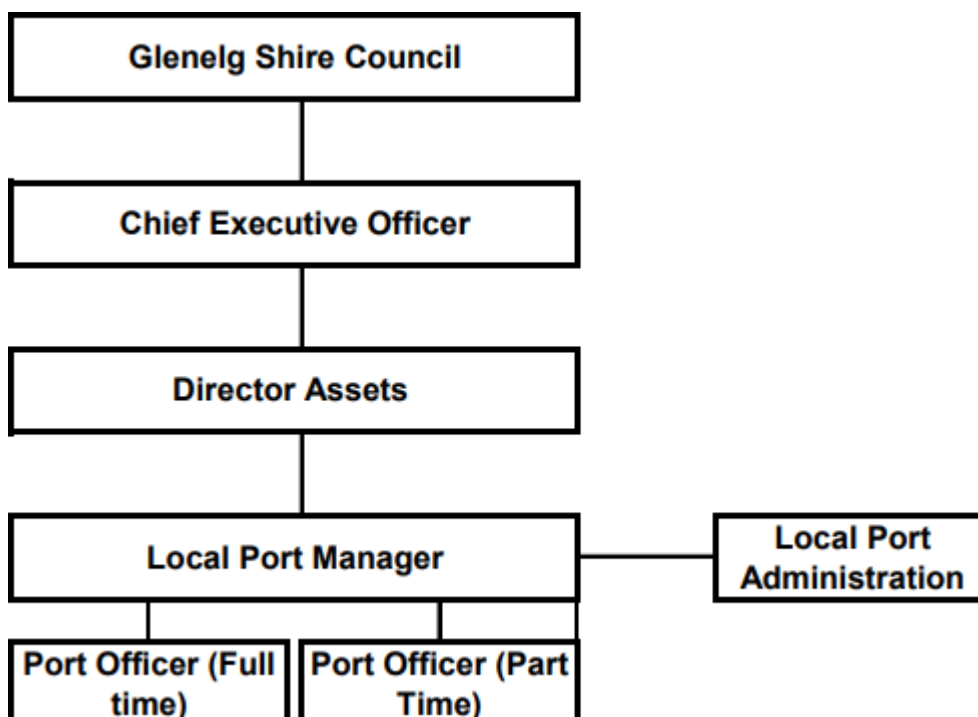 Glenelg Shire Council
Chief Executive Officer
Director Assets
Local Port Manager
Local Port
Administration
Port Officer (Full
time)
Port Officer (Part
Time)